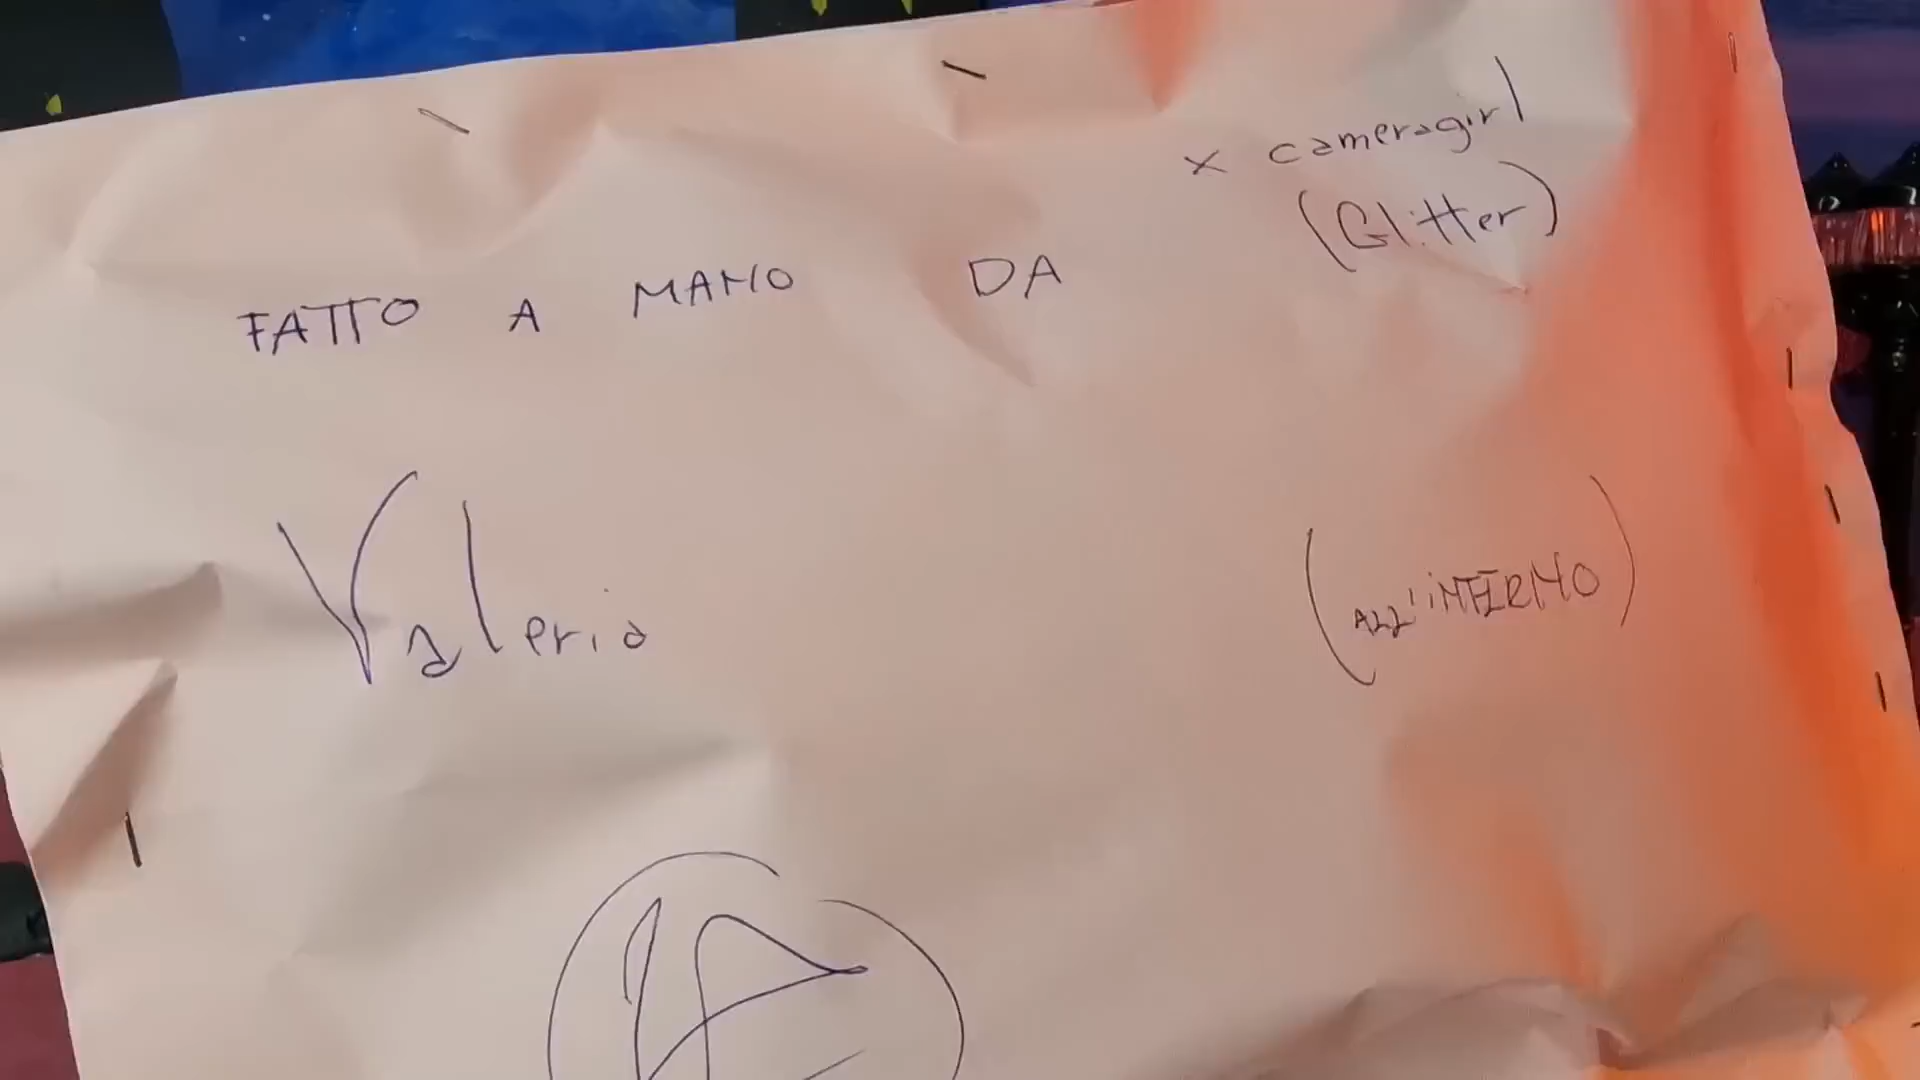 x cameragirl
(Glitter)
FATTO A MANO DA
Valerio
(ALL'iNTERNO)